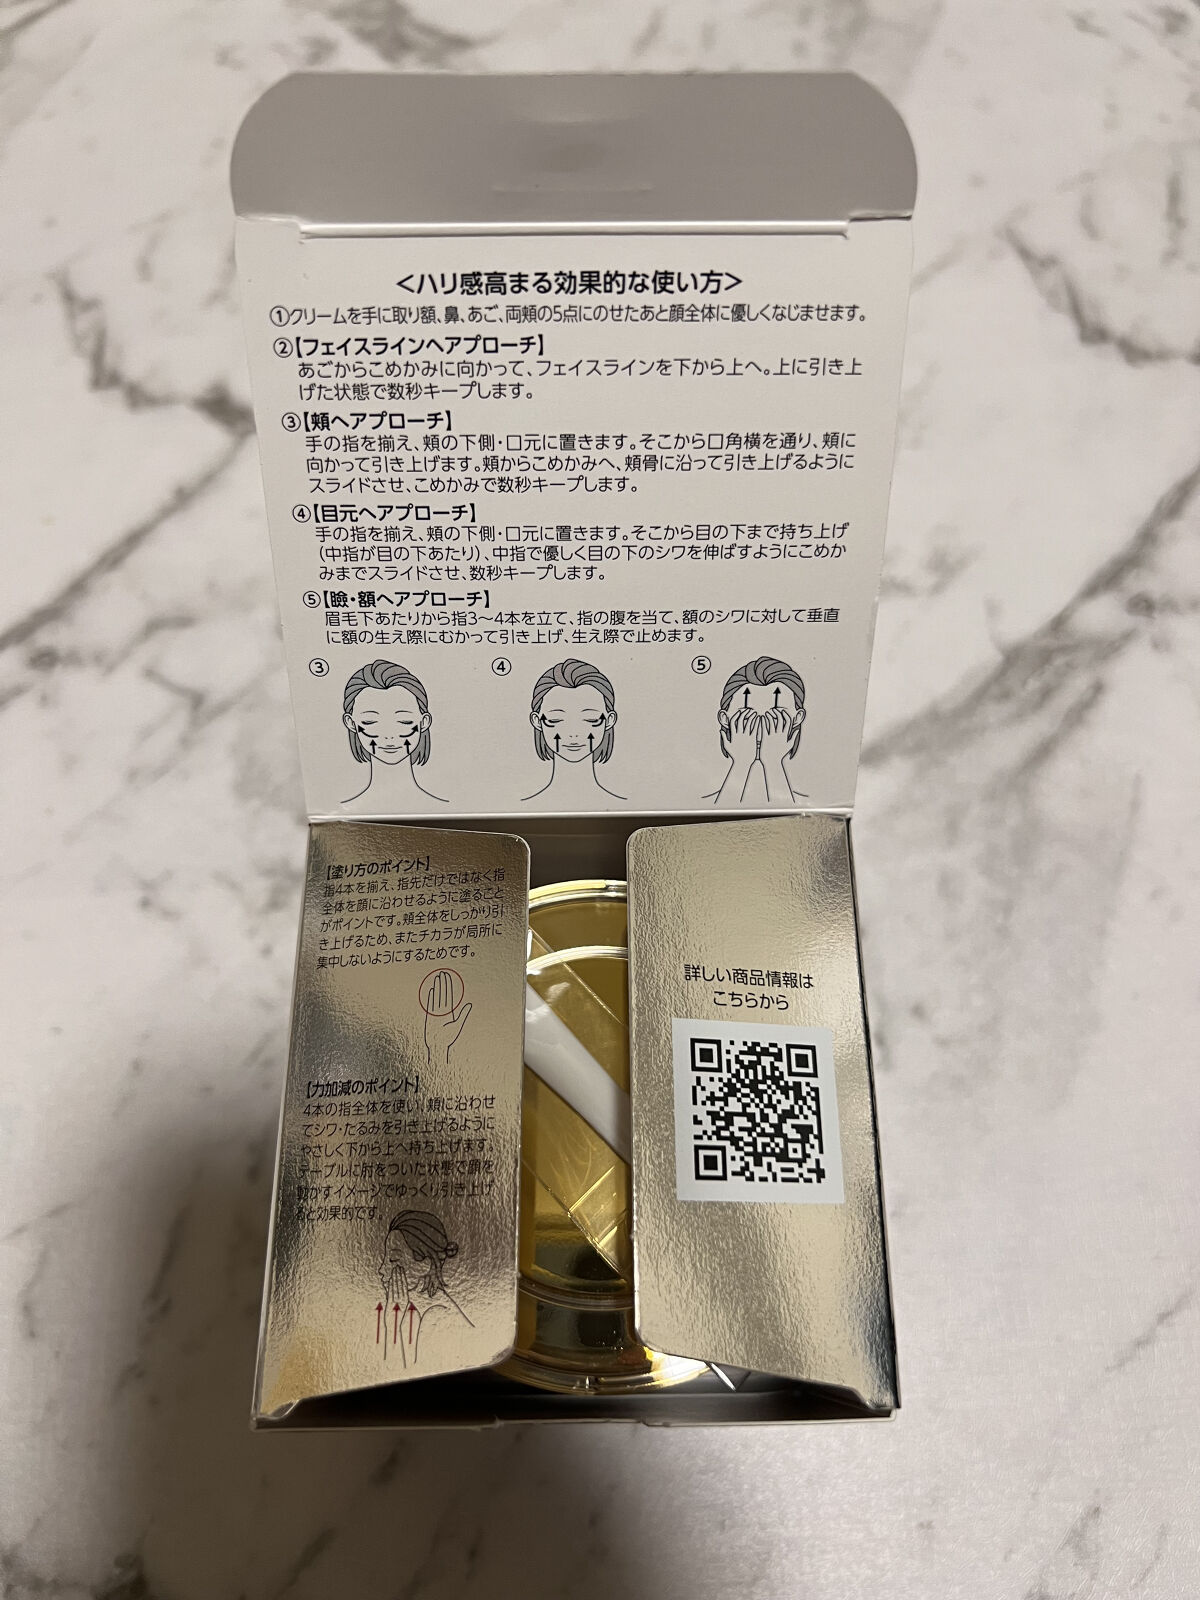 <ハリ感高まる効果的な使い方>
①クリームを手に取り額、鼻、あご、両頬の5点にのせたあと顔全体に優しくなじませます。
②【フェイスラインへアプローチ】
あごからこめかみに向かって、フェイスラインを下から上へ。上に引き上
げた状態で数秒キープします。
③【頬へアプローチ】
手の指を揃え、頬の下側・口元に置きます。そこから口角横を通り、頬に
向かって引き上げます。頬からこめかみへ、頬骨に沿って引き上げるように
スライドさせ、こめかみで数秒キープします。
④【目元へアプローチ】
手の指を揃え、頬の下側・口元に置きます。そこから目の下まで持ち上げ
(中指が目の下あたり)、中指で優しく目の下のシワを伸ばすようにこめか
みまでスライドさせ、数秒キープします。
⑤【瞼・額へアプローチ】
眉毛下あたりから指3〜4本を立て、指の腹を当て、額のシワに対して垂直
に額の生え際にむかって引き上げ、生え際で止めます。
③ ④ ⑤
【塗り方のポイント】
指4本を揃え、指先だけではなく指
全体を顔に沿わせるように塗ること
がポイントです。頬全体をしっかり引
き上げるため、またチカラが局所に
集中しないようにするためです。
【力加減のポイント】
4本の指全体を使い、頬に沿わせ
てシワ・たるみを引き上げるように
やさしく下から上へ持ち上げます。
テーブルに肘をついた状態で顔を
動かすイメージでゆっくり引き上げ
ると効果的です。
詳しい商品情報は
こちらから